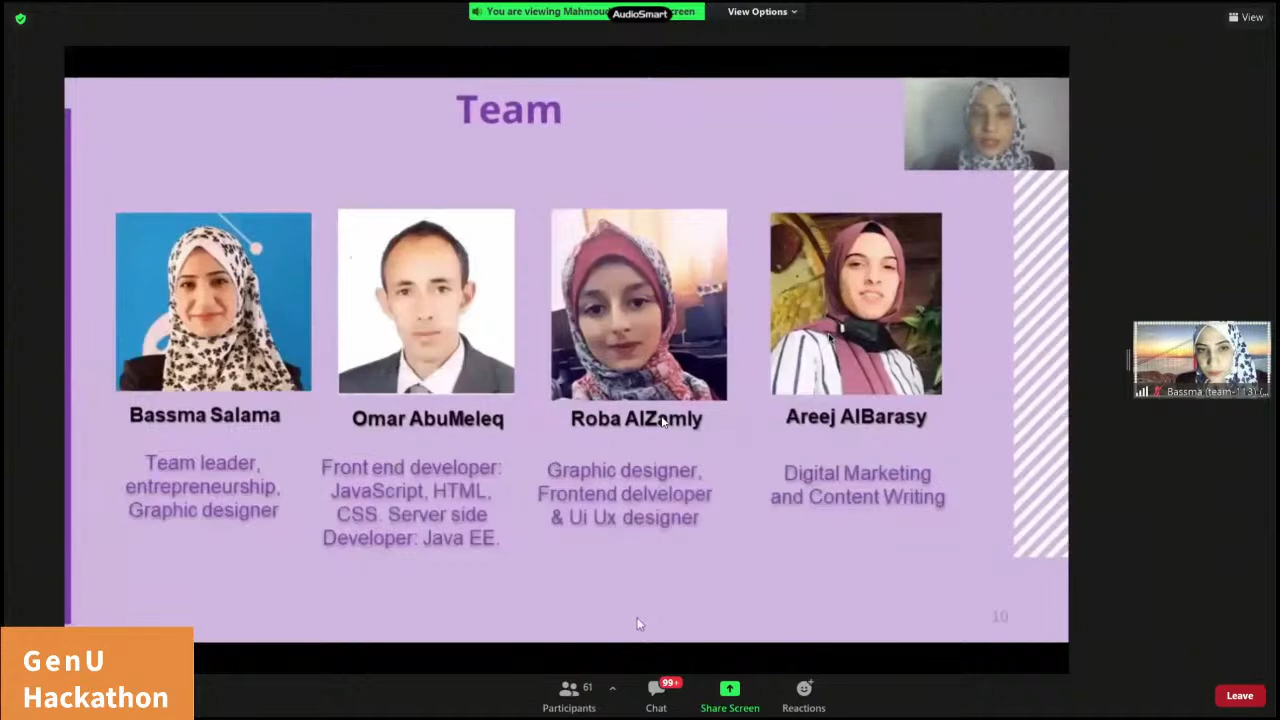 You are viewing Mahmoud
AudioSmart
screen
View Options
View
Team
Bassma Salama
Omar AbuMeleq
Roba AlZamly
Areej AlBarasy
Team leader,
entrepreneurship,
Graphic designer
Front end developer:
JavaScript, HTML,
CSS. Server side
Developer: Java EE.
Graphic designer,
Frontend delveloper
& Ui Ux designer
Digital Marketing
and Content Writing
Bassma (team-113) (...
10
GenU
Hackathon
61
99+
Participants
Chat
Share Screen
Reactions
Leave